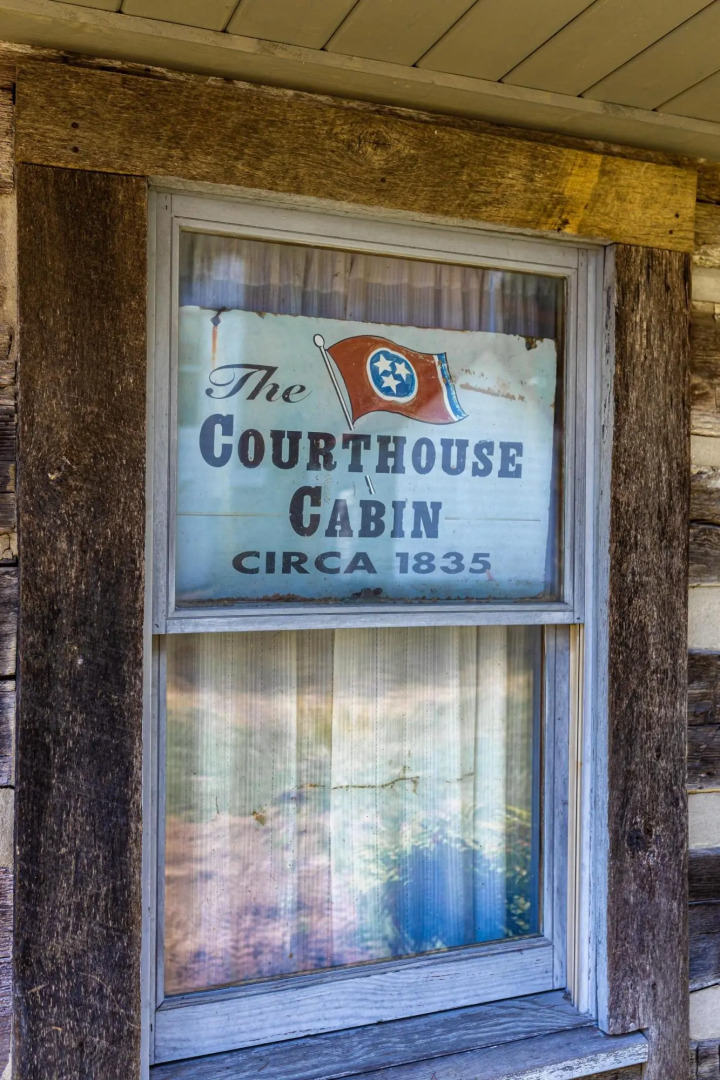 The
COURTHOUSE
CABIN
CIRCA 1835